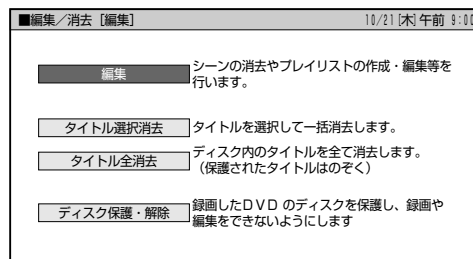 ■編集／消去［編集］ 10/21[木]午前 9:00
編集 シーンの消去やプレイリストの作成・編集等を
行います。
タイトル選択消去 タイトルを選択して一括消去します。
タイトル全消去 ディスク内のタイトルを全て消去します。
（保護されたタイトルはのぞく）
ディスク保護・解除 録画したＤＶＤ のディスクを保護し、録画や
編集をできないようにします